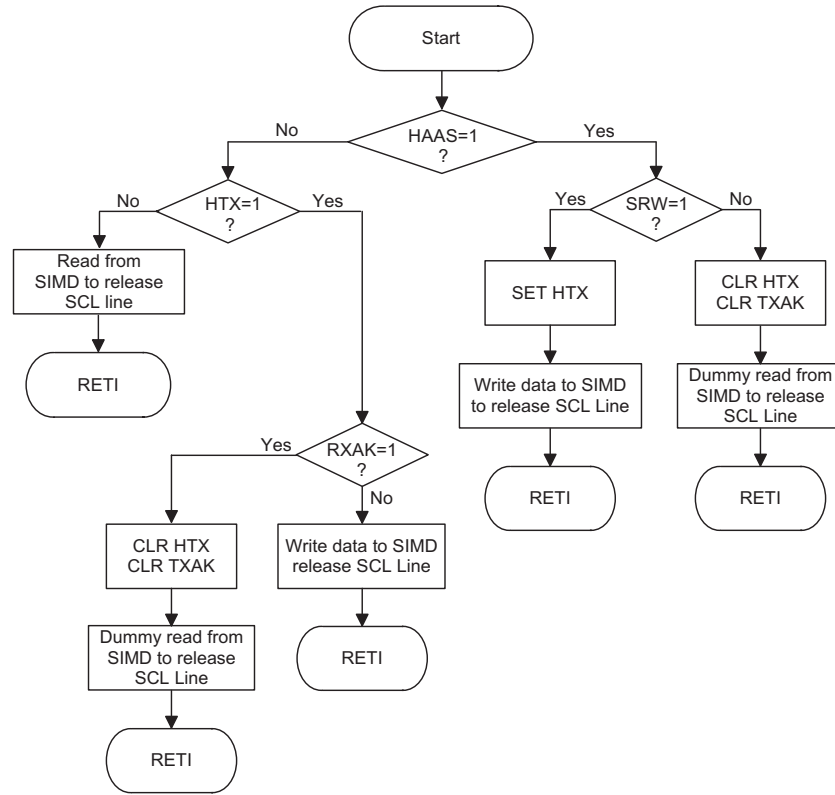 Start
HAAS=1
?
No
Yes
HTX=1
?
No
Yes
SRW=1
?
Yes
No
Read from
SIMD to release
SCL line
SET HTX
CLR HTX
CLR TXAK
RETI
Write data to SIMD
to release SCL Line
Dummy read from
SIMD to release
SCL Line
RXAK=1
?
Yes
No
RETI
RETI
CLR HTX
CLR TXAK
Write data to SIMD
release SCL Line
Dummy read from
SIMD to release
SCL Line
RETI
RETI